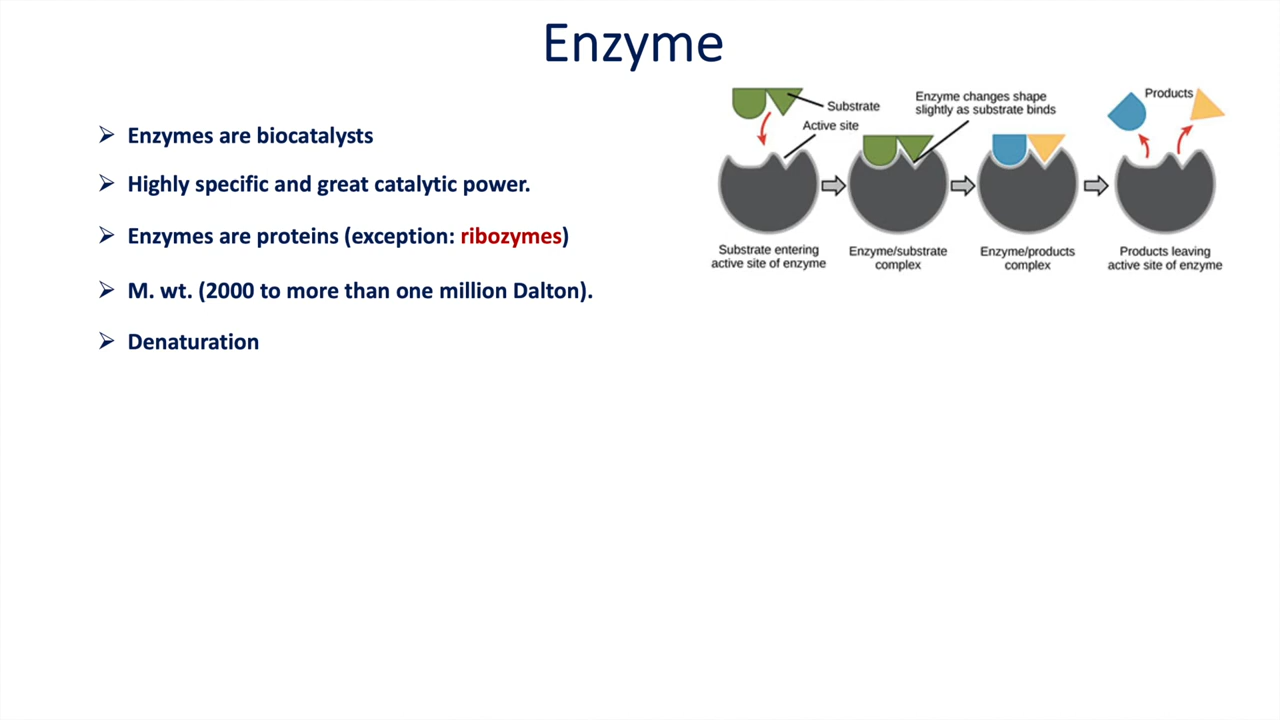 Enzyme
➢ Enzymes are biocatalysts
➢ Highly specific and great catalytic power.
➢ Enzymes are proteins (exception: ribozymes)
➢ M. wt. (2000 to more than one million Dalton).
➢ Denaturation
Substrate
Active site
Enzyme changes shape
slightly as substrate binds
Products
Substrate entering
active site of enzyme
Enzyme/substrate
complex
Enzyme/products
complex
Products leaving
active site of enzyme